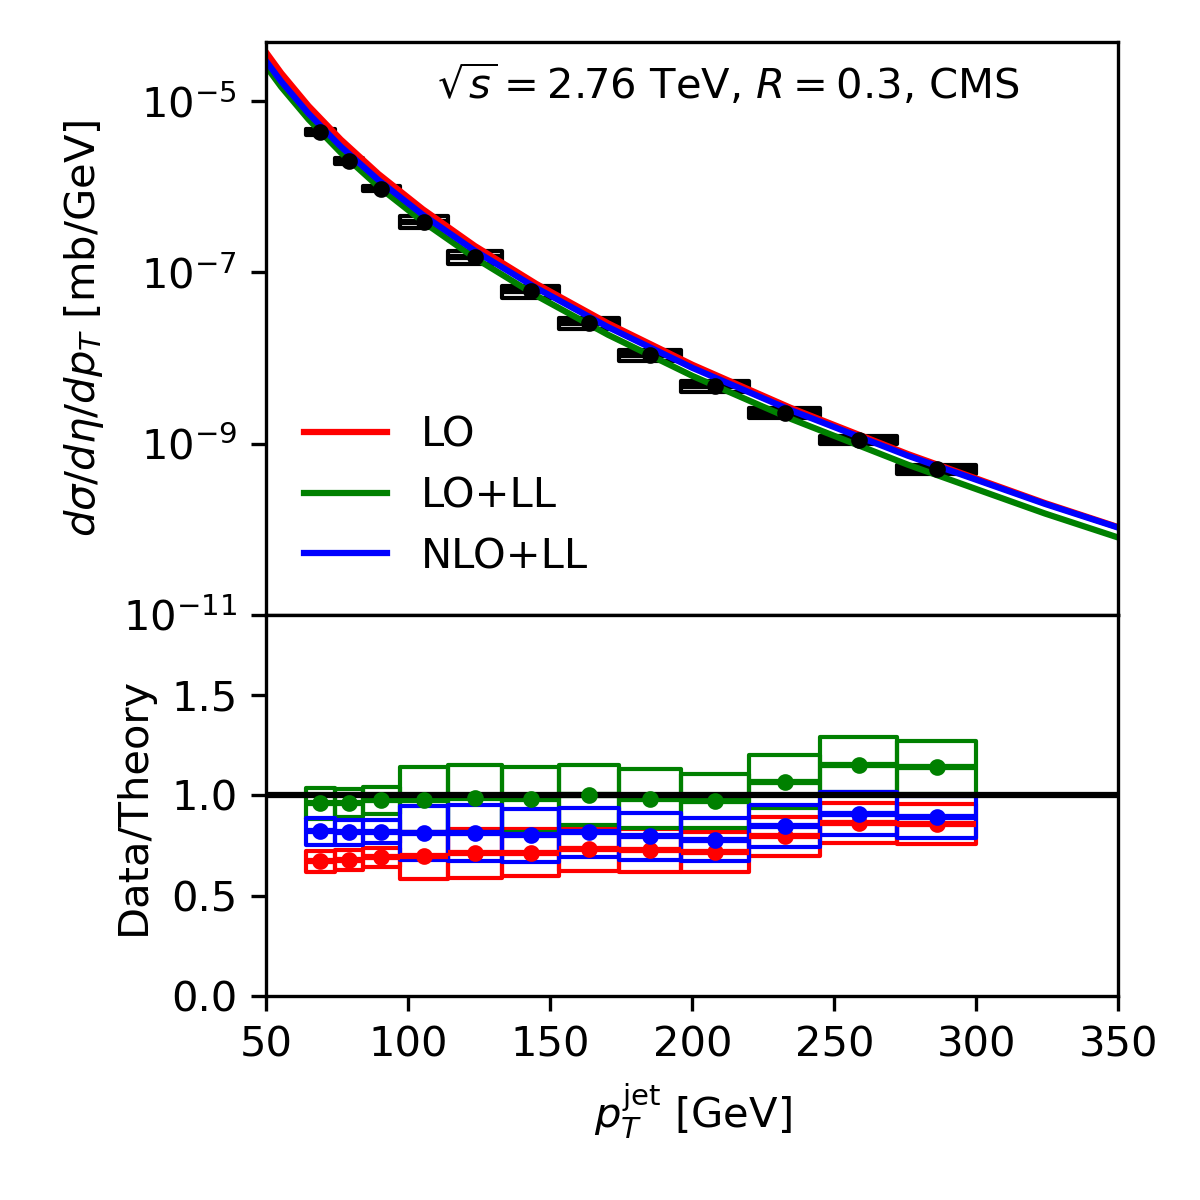 √s = 2.76 TeV, R = 0.3, CMS
dσ/dη/dp_T [mb/GeV]
10^−5
10^−7
10^−9
10^−11
LO
LO+LL
NLO+LL
Data/Theory
1.5
1.0
0.5
0.0
50 100 150 200 250 300 350
p_T^jet [GeV]